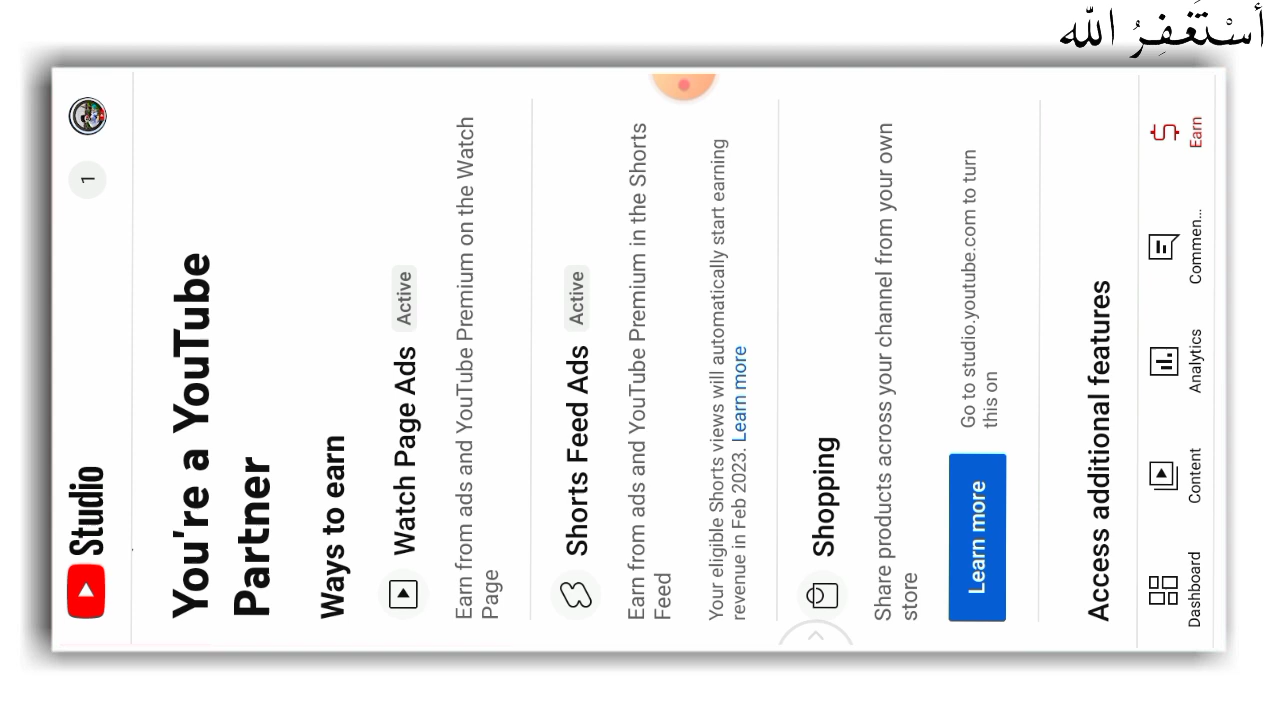 أسْتَغَفِرُ الله
Studio
1
You're a YouTube
Partner
Ways to earn
Watch Page Ads Active
Earn from ads and YouTube Premium on the Watch
Page
Shorts Feed Ads Active
Earn from ads and YouTube Premium in the Shorts
Feed
Your eligible Shorts views will automatically start earning
revenue in Feb 2023. Learn more
Shopping
Share products across your channel from your own
store
Learn more
Go to studio.youtube.com to turn
this on
Access additional features
Dashboard
Content
Analytics
Commen...
Earn